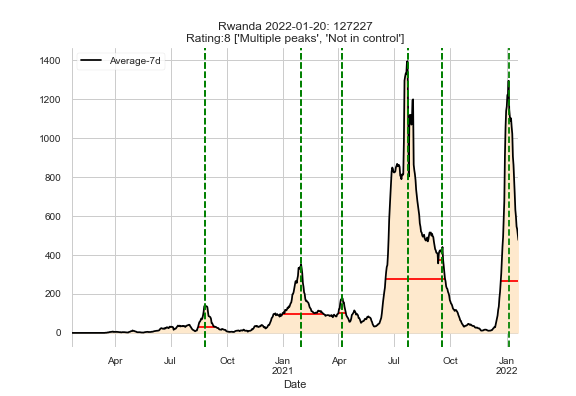 Rwanda 2022-01-20: 127227
Rating:8 ['Multiple peaks', 'Not in control']
Average-7d
1400
1200
1000
800
600
400
200
0
Apr Jul Oct Jan Apr Jul Oct Jan
2021 2022
Date